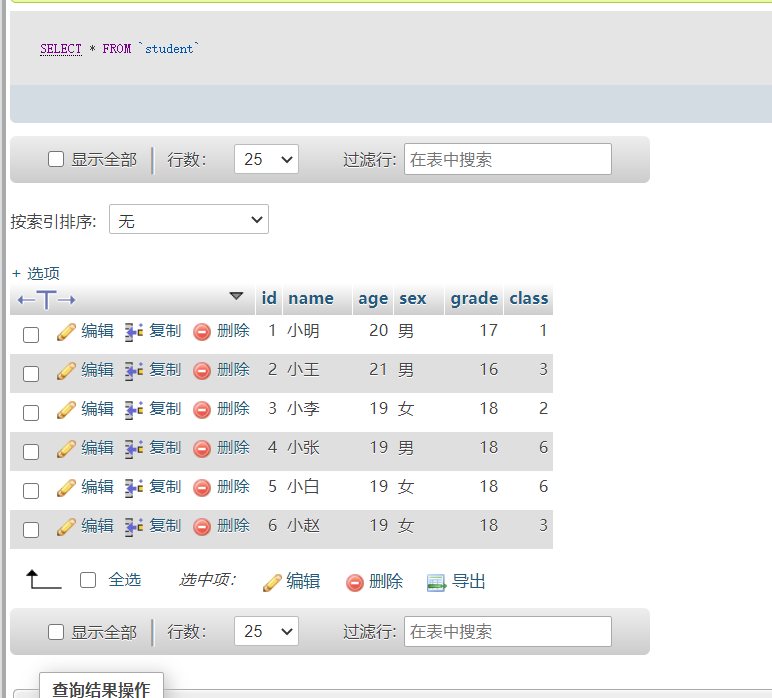 SELECT * FROM `student`
显示全部 行数: 25 过滤行: 在表中搜索
按索引排序: 无
+ 选项
←T→ id name age sex grade class
编辑 复制 删除 1 小明 20 男 17 1
编辑 复制 删除 2 小王 21 男 16 3
编辑 复制 删除 3 小李 19 女 18 2
编辑 复制 删除 4 小张 19 男 18 6
编辑 复制 删除 5 小白 19 女 18 6
编辑 复制 删除 6 小赵 19 女 18 3
全选 选中项: 编辑 删除 导出
显示全部 行数: 25 过滤行: 在表中搜索
查询结果操作